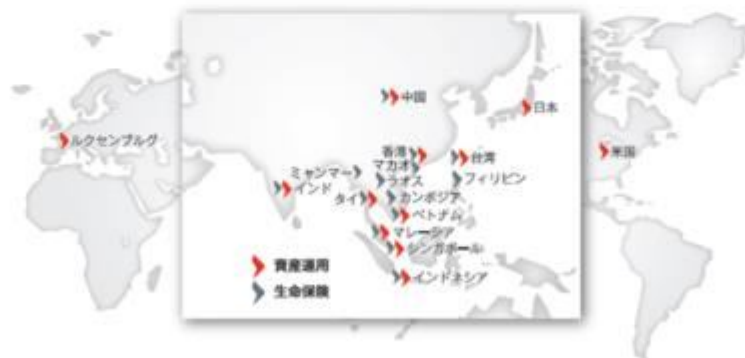 中国
日本
ルクセンブルグ
香港
台湾
米国
マカオ
ミャンマー
ラオス
フィリピン
インド
タイ
カンボジア
ベトナム
マレーシア
シンガポール
資産運用
インドネシア
生命保険